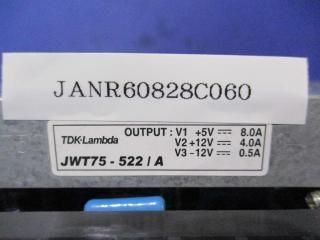 JANR60828C060
TDK-Lambda
OUTPUT : V1 +5V ⎓ 8.0A
V2 +12V ⎓ 4.0A
V3 -12V ⎓ 0.5A
JWT75 - 522 / A